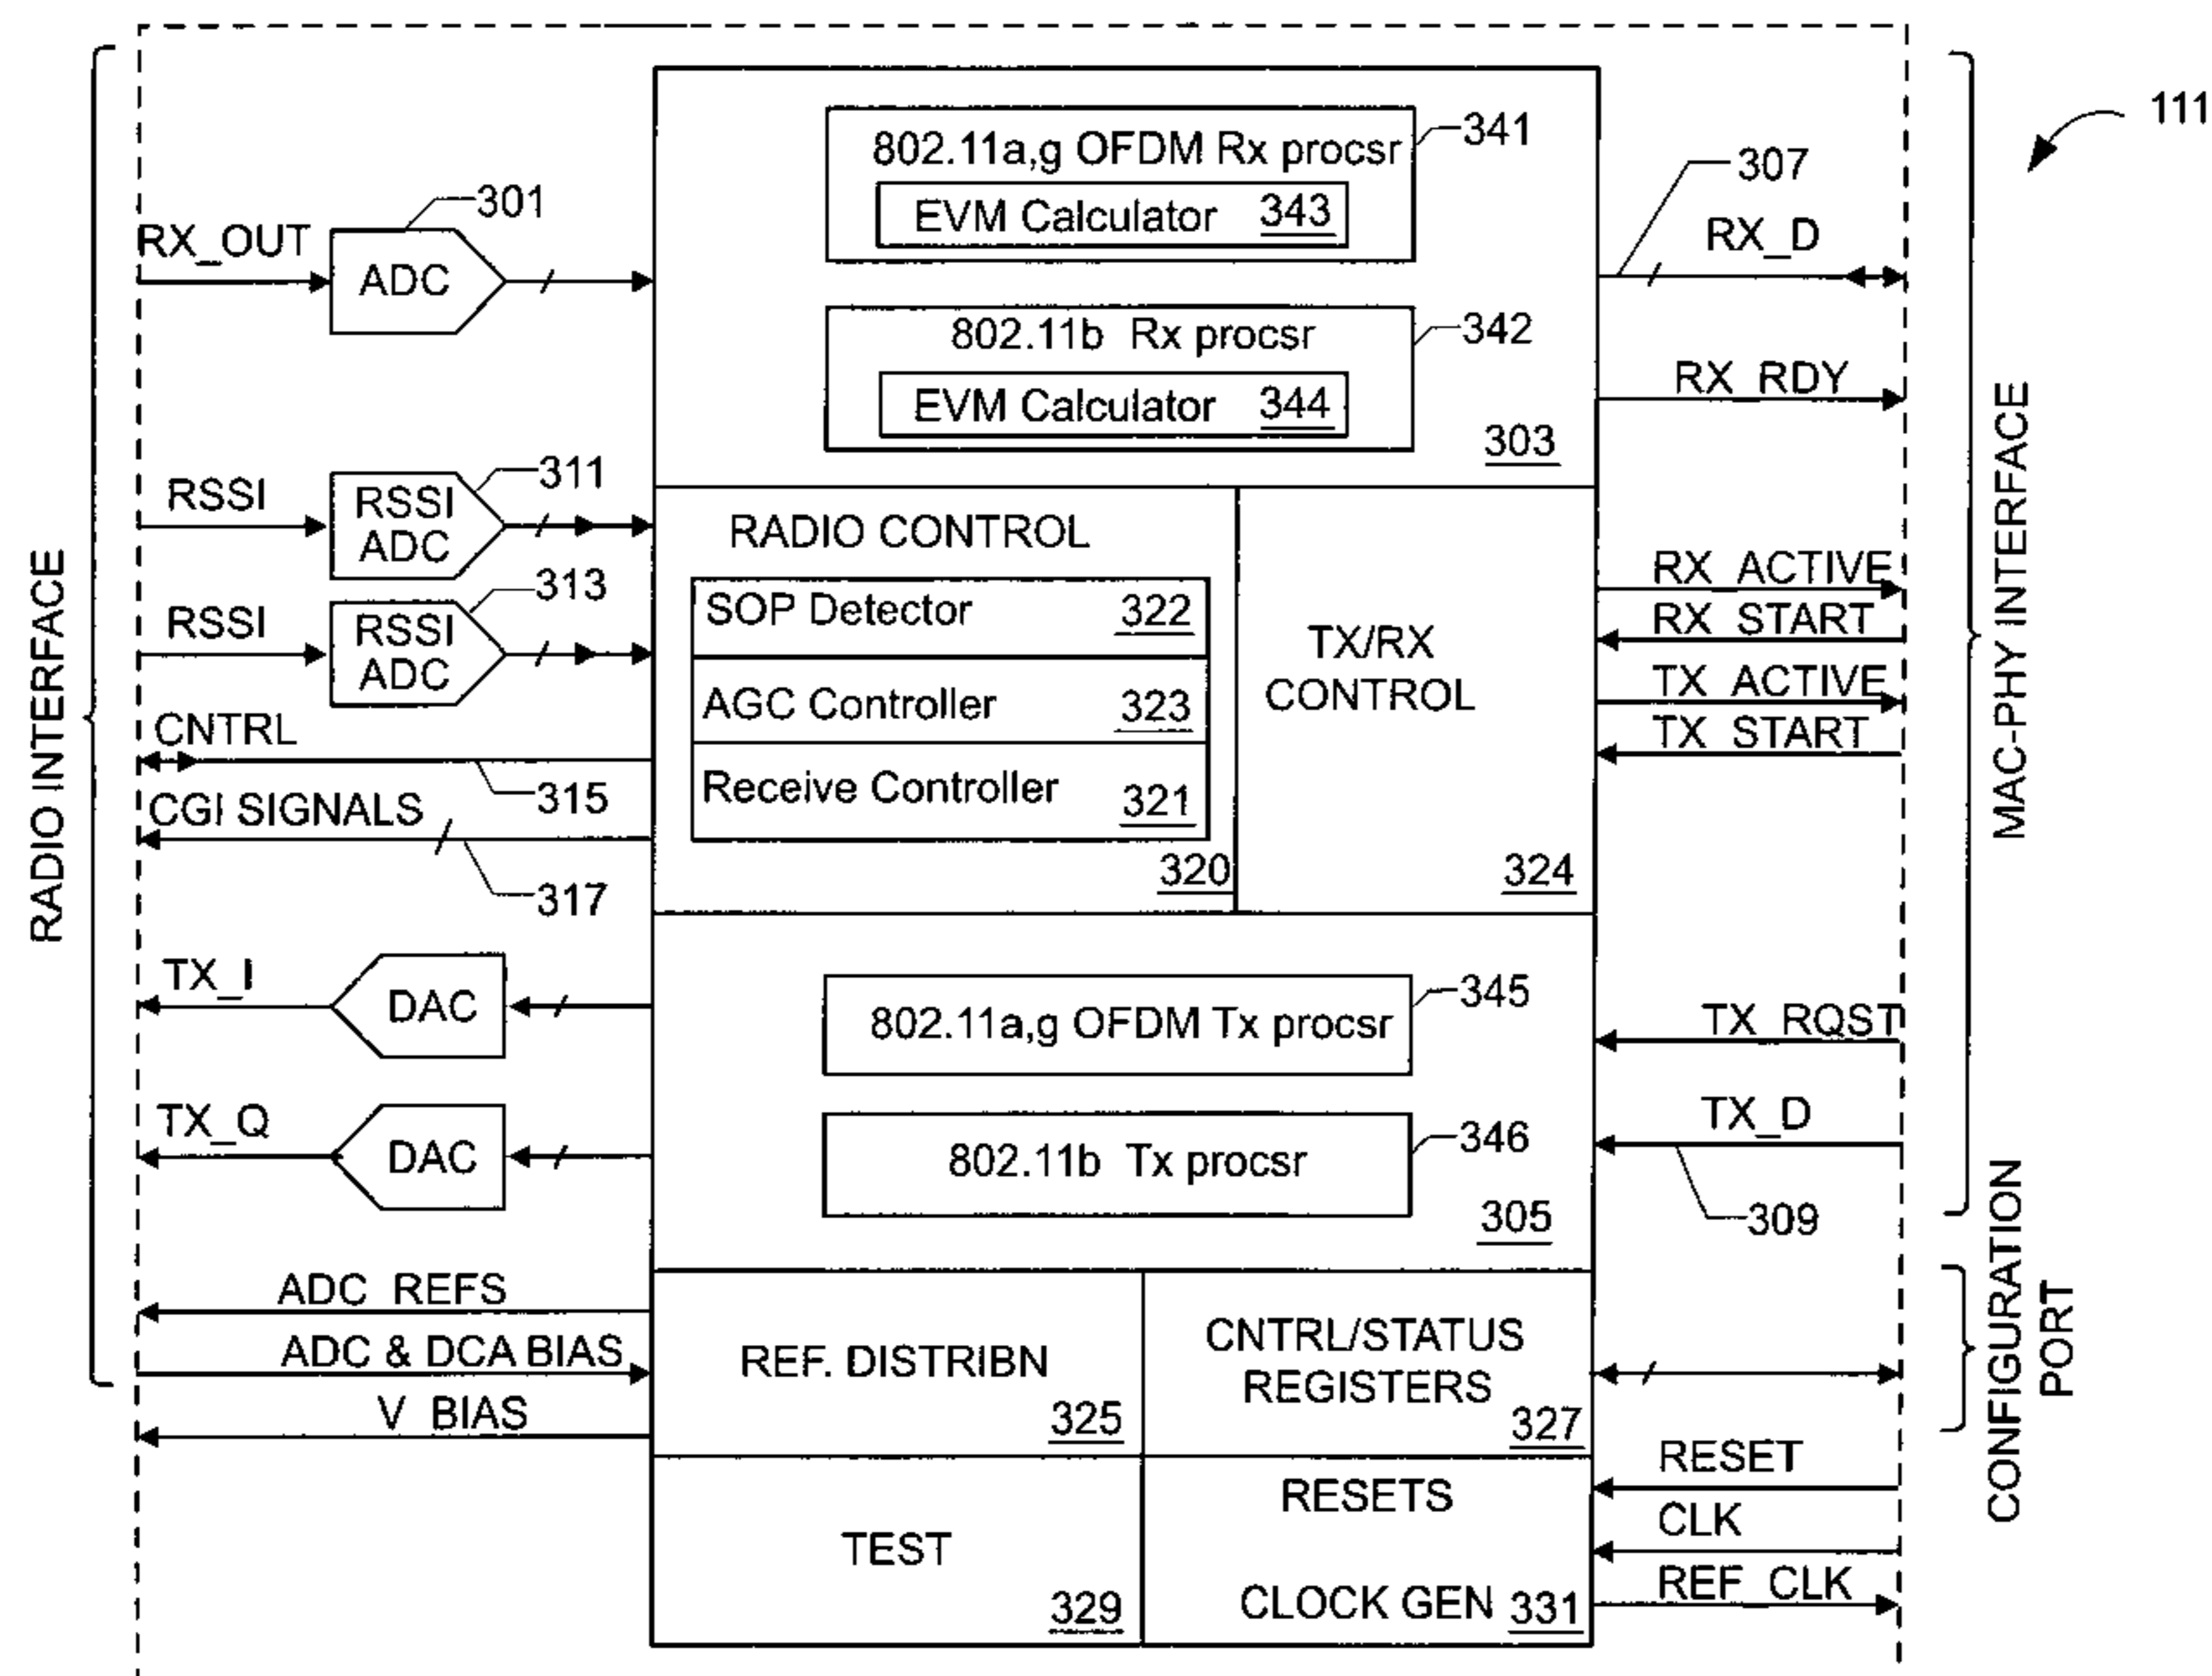 111
RADIO INTERFACE
MAC-PHY INTERFACE
CONFIGURATION
PORT
802.11a,g OFDM Rx procsr
341
EVM Calculator 343
802.11b Rx procsr
342
EVM Calculator 344
303
RX_OUT
301
ADC
307
RX_D
RX_RDY
RSSI
311
RSSI
ADC
RSSI
313
RSSI
ADC
CNTRL
315
CGI SIGNALS
317
RADIO CONTROL
SOP Detector 322
AGC Controller 323
Receive Controller 321
320
TX/RX
CONTROL
324
RX_ACTIVE
RX_START
TX_ACTIVE
TX_START
TX_I
DAC
TX_Q
DAC
802.11a,g OFDM Tx procsr
345
802.11b Tx procsr
346
305
TX_RQST
TX_D
309
ADC_REFS
ADC & DCA BIAS
V_BIAS
REF. DISTRIBN
325
CNTRL/STATUS
REGISTERS
327
TEST
329
RESETS
CLOCK GEN 331
RESET
CLK
REF_CLK